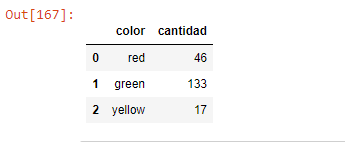 Out[167]:
color cantidad
0 red 46
1 green 133
2 yellow 17